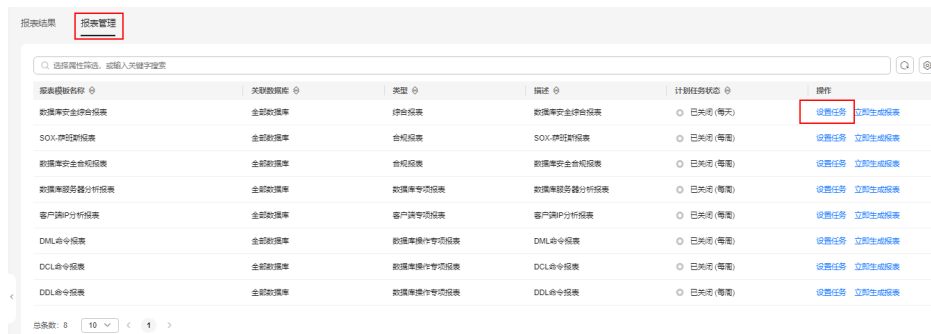 报表结果 报表管理
选择属性筛选，或输入关键字搜索
报表模板名称 关联数据库 类型 描述 计划任务状态 操作
数据库安全综合报表 全部数据库 综合报表 数据库安全综合报表 已关闭(每天) 设置任务 立即生成报表
SOX-萨班斯报表 全部数据库 合规报表 SOX-萨班斯报表 已关闭(每周) 设置任务 立即生成报表
数据库安全合规报表 全部数据库 合规报表 数据库安全合规报表 已关闭(每周) 设置任务 立即生成报表
数据库服务器分析报表 全部数据库 数据库专项报表 数据库服务器分析报表 已关闭(每周) 设置任务 立即生成报表
客户端IP分析报表 全部数据库 客户端专项报表 客户端IP分析报表 已关闭(每周) 设置任务 立即生成报表
DML命令报表 全部数据库 数据库操作专项报表 DML命令报表 已关闭(每周) 设置任务 立即生成报表
DCL命令报表 全部数据库 数据库操作专项报表 DCL命令报表 已关闭(每周) 设置任务 立即生成报表
DDL命令报表 全部数据库 数据库操作专项报表 DDL命令报表 已关闭(每周) 设置任务 立即生成报表
总条数：8 10 < 1 >